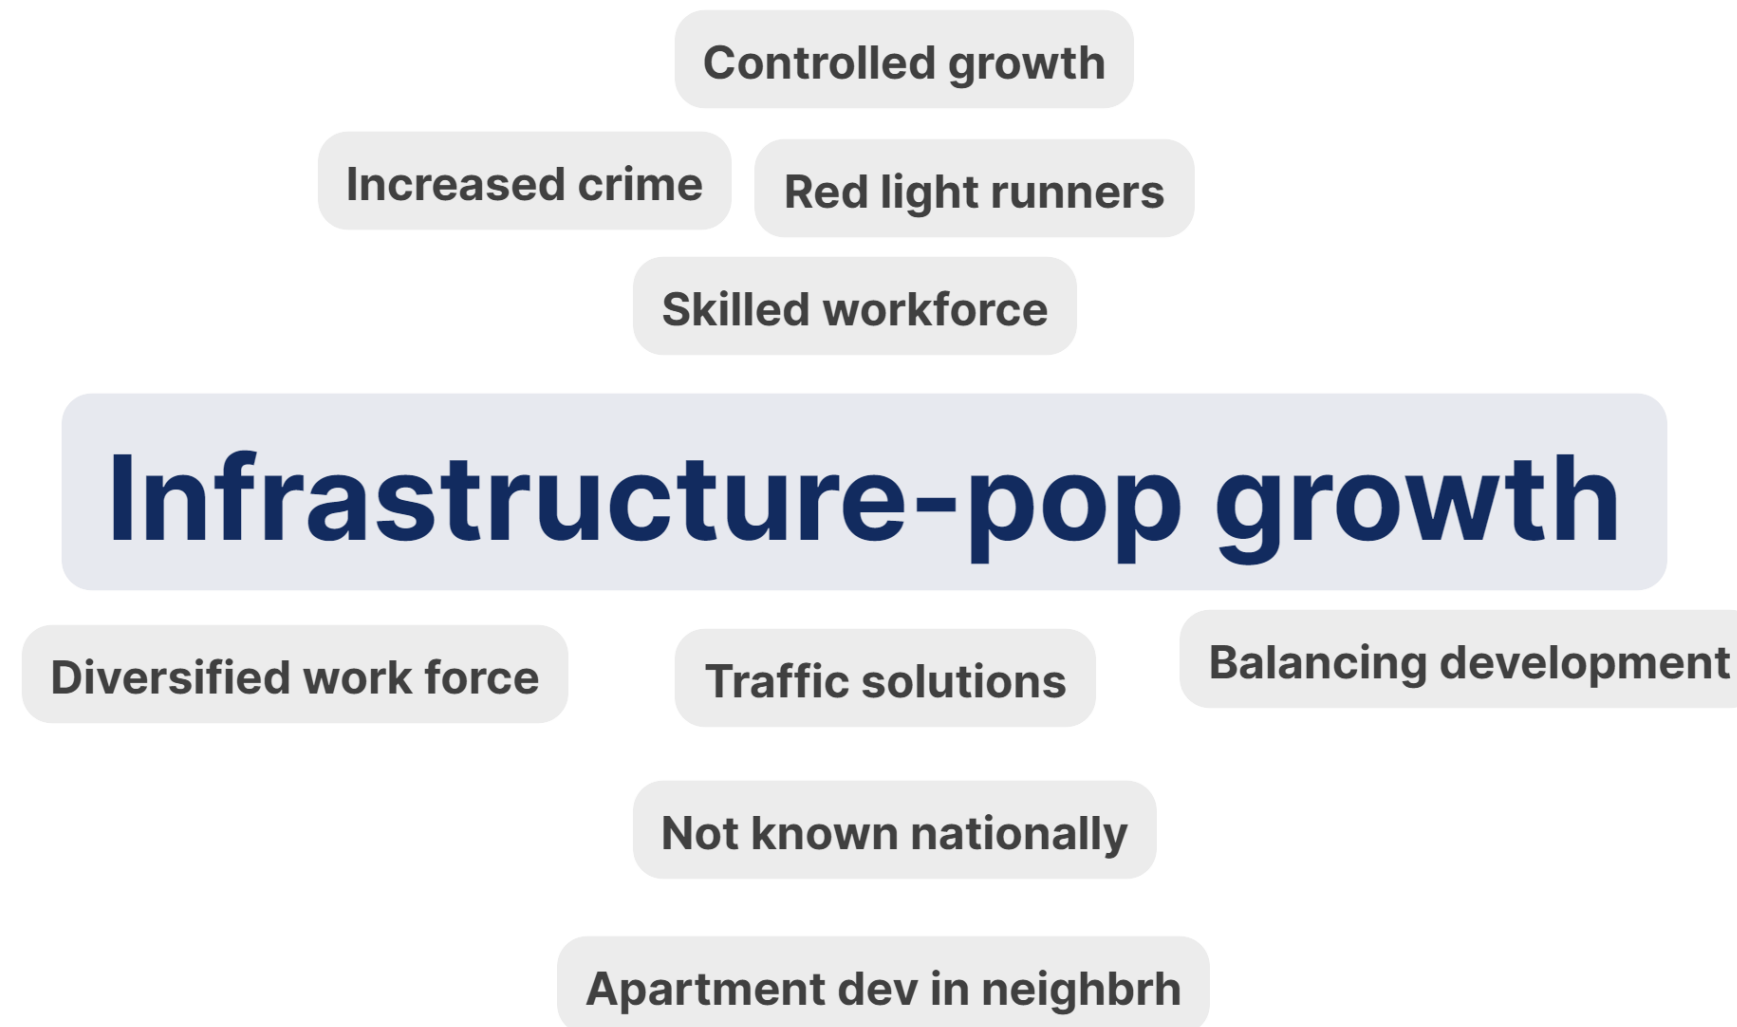 Controlled growth
Increased crime
Red light runners
Skilled workforce
Infrastructure-pop growth
Diversified work force
Traffic solutions
Balancing development
Not known nationally
Apartment dev in neighbrh